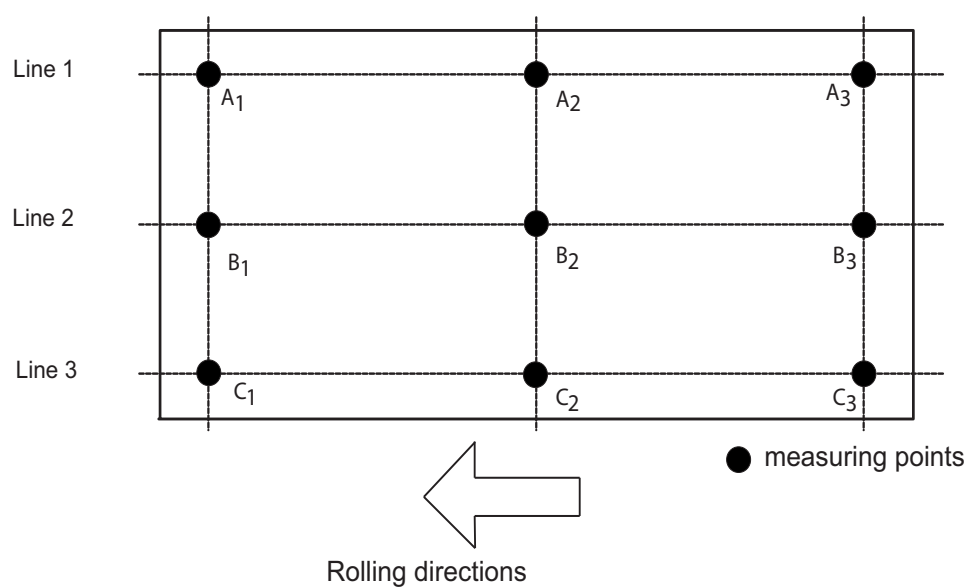 Line 1
A1 A2 A3
Line 2
B1 B2 B3
Line 3
C1 C2 C3
measuring points
Rolling directions